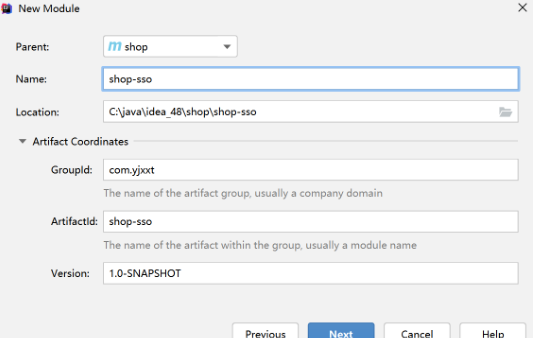 New Module
Parent: m shop
Name: shop-sso
Location: C:\java\idea_48\shop\shop-sso
Artifact Coordinates
GroupId: com.yjxxt
The name of the artifact group, usually a company domain
ArtifactId: shop-sso
The name of the artifact within the group, usually a module name
Version: 1.0-SNAPSHOT
Previous Next Cancel Help